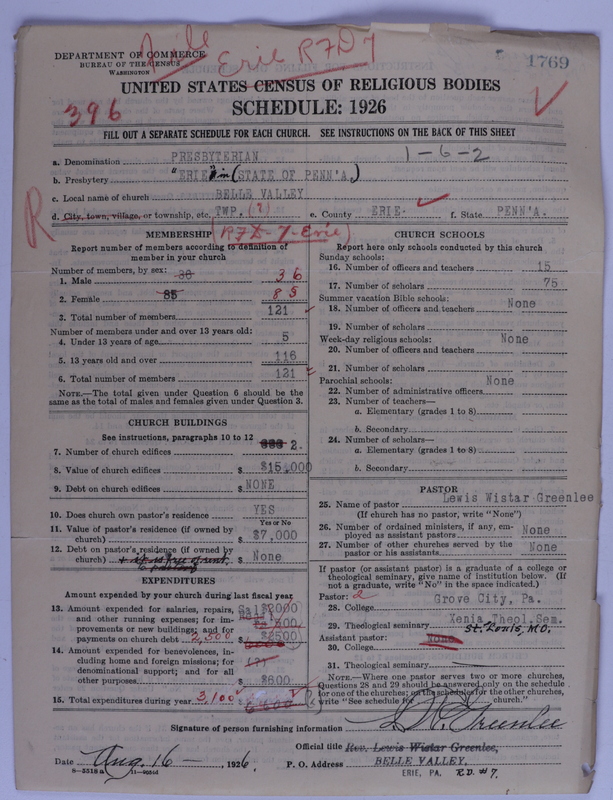 File Erie R7D7
DEPARTMENT OF COMMERCE
BUREAU OF THE CENSUS
WASHINGTON
1769
UNITED STATES CENSUS OF RELIGIOUS BODIES
396
SCHEDULE: 1926
FILL OUT A SEPARATE SCHEDULE FOR EACH CHURCH. SEE INSTRUCTIONS ON THE BACK OF THIS SHEET
a. Denomination PRESBYTERIAN 1-6-2
b. Presbytery "ERIE" in (STATE OF PENN'A.)
c. Local name of church BELLE VALLEY
d. City, town, village, or township, etc. TWP. (?) e. County ERIE- f. State PENN'A.
R
(R7D-7-Erie)
MEMBERSHIP
Report number of members according to definition of
member in your church
Number of members, by sex:
1. Male 36 36
2. Female 85 85
3. Total number of members 121
Number of members under and over 13 years old:
4. Under 13 years of age 5
5. 13 years old and over 116
6. Total number of members 121
NOTE.—The total given under Question 6 should be
same as the total of males and females given under Question 3.
CHURCH BUILDINGS
See instructions, paragraphs 10 to 12
7. Number of church edifices 2.
8. Value of church edifices $ $15,000
9. Debt on church edifices $ NONE
10. Does church own pastor's residence YES
Yes or No
11. Value of pastor's residence (if owned by
church) $ $7,000
12. Debt on pastor's residence (if owned by
church) $ None
EXPENDITURES
Amount expended by your church during last fiscal year
13. Amount expended for salaries, repairs,
and other running expenses; for im-
provements or new buildings; and for
payments on church debt 2,500 $ $2500
14. Amount expended for benevolences, in-
cluding home and foreign missions; for
denominational support; and for all
other purposes $ $600
15. Total expenditures during year 3,100 $
CHURCH SCHOOLS
Report here only schools conducted by this church
Sunday schools:
16. Number of officers and teachers 15
17. Number of scholars 75
Summer vacation Bible schools: None
18. Number of officers and teachers
19. Number of scholars
Week-day religious schools: None
20. Number of officers and teachers
21. Number of scholars
Parochial schools: None
22. Number of administrative officers
23. Number of teachers—
a. Elementary (grades 1 to 8)
b. Secondary
24. Number of scholars—
a. Elementary (grades 1 to 8)
b. Secondary
PASTOR
25. Name of pastor Lewis Wistar Greenlee
(If church has no pastor, write "None")
26. Number of ordained ministers, if any, em-
ployed as assistant pastors None
27. Number of other churches served by the
pastor or his assistants None
If pastor (or assistant pastor) is a graduate of a college or
theological seminary, give name of institution below. (If
not a graduate, write "No" in the space indicated.)
Pastor: 2
28. College Grove City, Pa.
29. Theological seminary Xenia Theol. Sem.
St. Louis, MO.
Assistant pastor: None
30. College
31. Theological seminary
NOTE.—Where one pastor serves two or more churches,
Questions 28 and 29 should be answered only on the schedule
for one of the churches; on the schedules for the other churches,
write "See schedule for church,
Signature of person furnishing information L W Greenlee
Official title Rev. Lewis Wistar Greenlee,
Date Aug. 16 — , 1926 P. O. Address BELLE VALLEY,
8—5518 a ERIE, PA. R.D. #7.